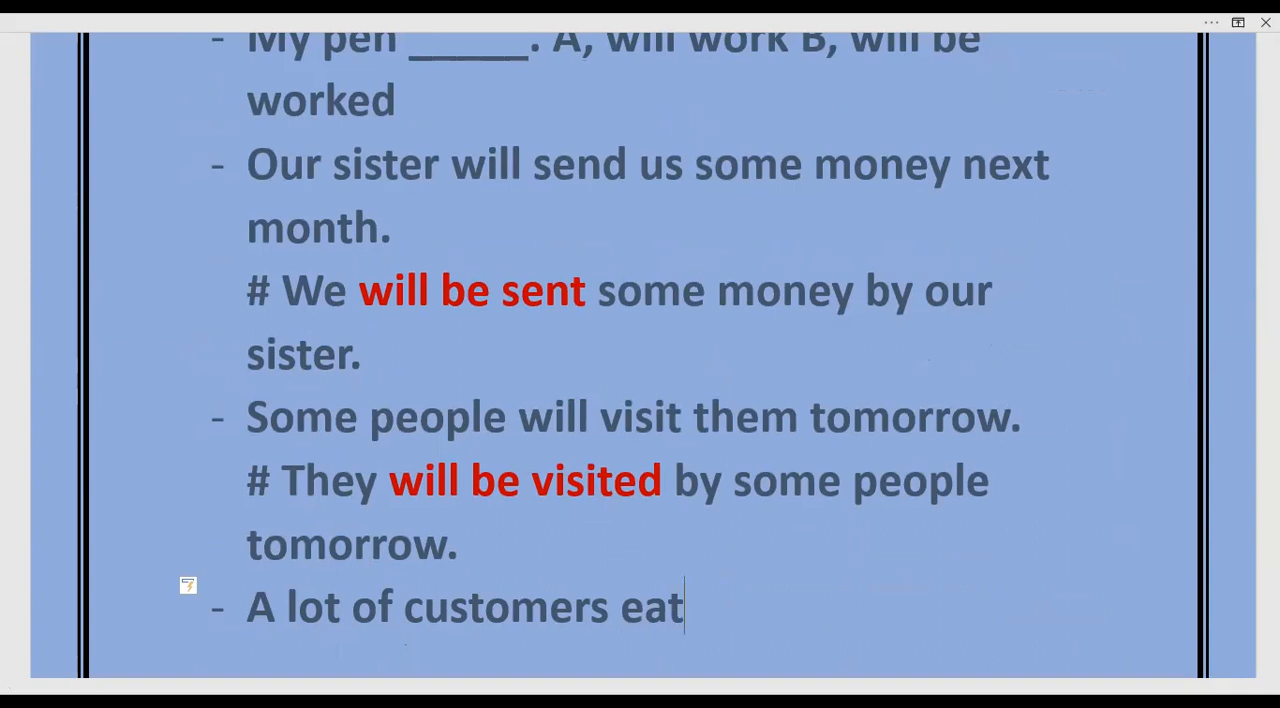 - My pen _____. A, will work B, will be
worked
- Our sister will send us some money next
month.
# We will be sent some money by our
sister.
- Some people will visit them tomorrow.
# They will be visited by some people
tomorrow.
- A lot of customers eat